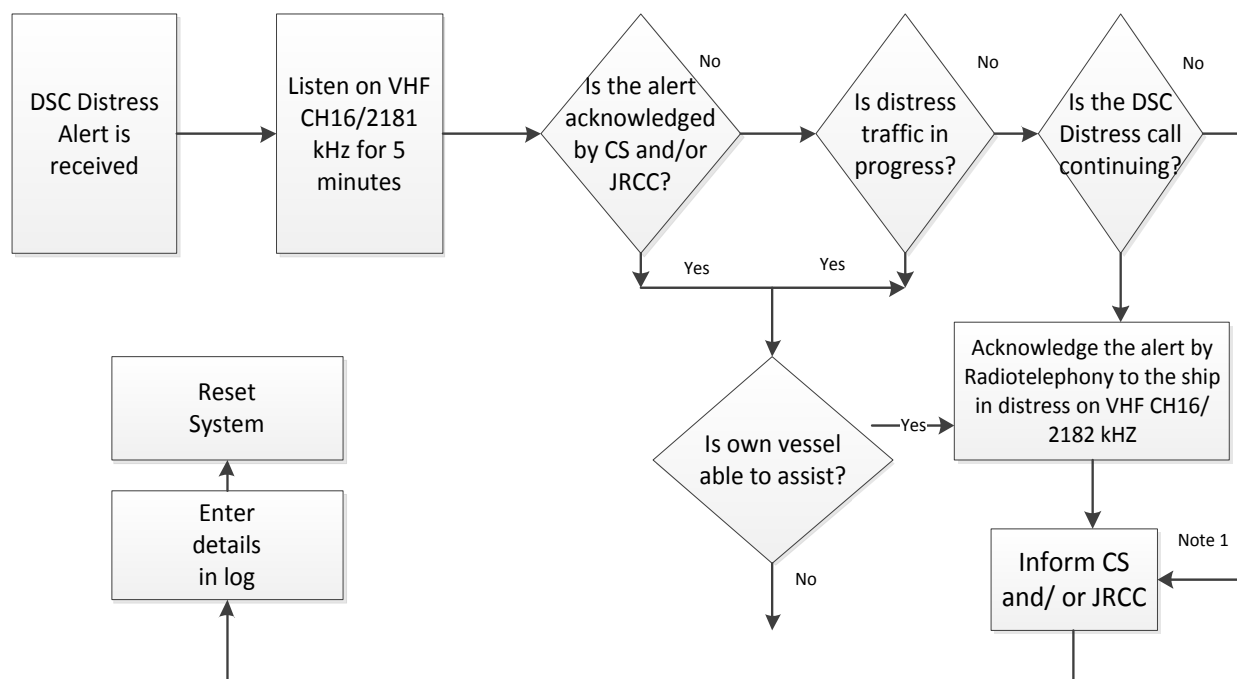 DSC Distress
Alert is
received
Listen on VHF
CH16/2181
kHz for 5
minutes
Is the alert
acknowledged
by CS and/or
JRCC?
No
Is distress
traffic in
progress?
No
Is the DSC
Distress call
continuing?
No
Yes
Yes
Acknowledge the alert by
Radiotelephony to the ship
in distress on VHF CH16/
2182 kHZ
Is own vessel
able to assist?
Yes
No
Inform CS
and/ or JRCC
Note 1
Reset
System
Enter
details
in log